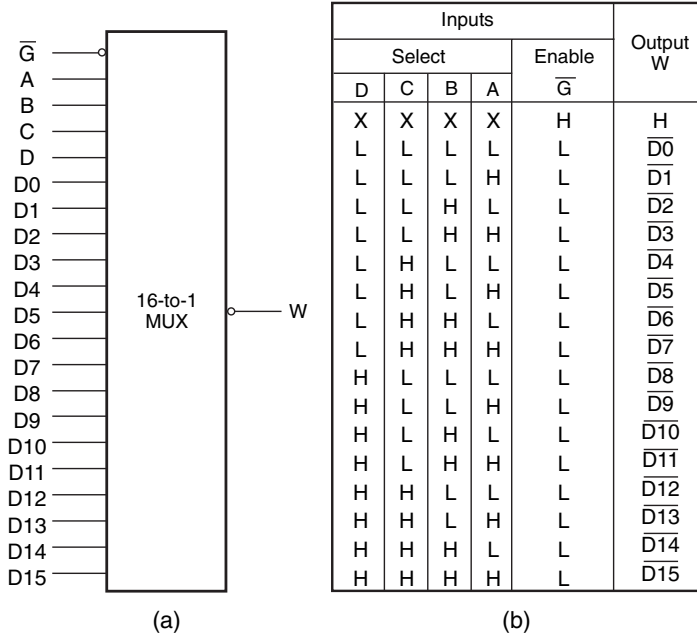 G̅
A
B
C
D
D0
D1
D2
D3
D4
D5
D6
D7
D8
D9
D10
D11
D12
D13
D14
D15
16-to-1
MUX
W
(a)
Inputs
Output
W
Select
Enable
G̅
D C B A
X X X X H H
L L L L L D̅0̅
L L L H L D̅1̅
L L H L L D̅2̅
L L H H L D̅3̅
L H L L L D̅4̅
L H L H L D̅5̅
L H H L L D̅6̅
L H H H L D̅7̅
H L L L L D̅8̅
H L L H L D̅9̅
H L H L L D̅1̅0̅
H L H H L D̅1̅1̅
H H L L L D̅1̅2̅
H H L H L D̅1̅3̅
H H H L L D̅1̅4̅
H H H H L D̅1̅5̅
(b)